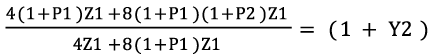 4(1+P1)Z1+8(1+P1)(1+P2)Z1
4Z1+8(1+P1)Z1 = (1 + Y2 )